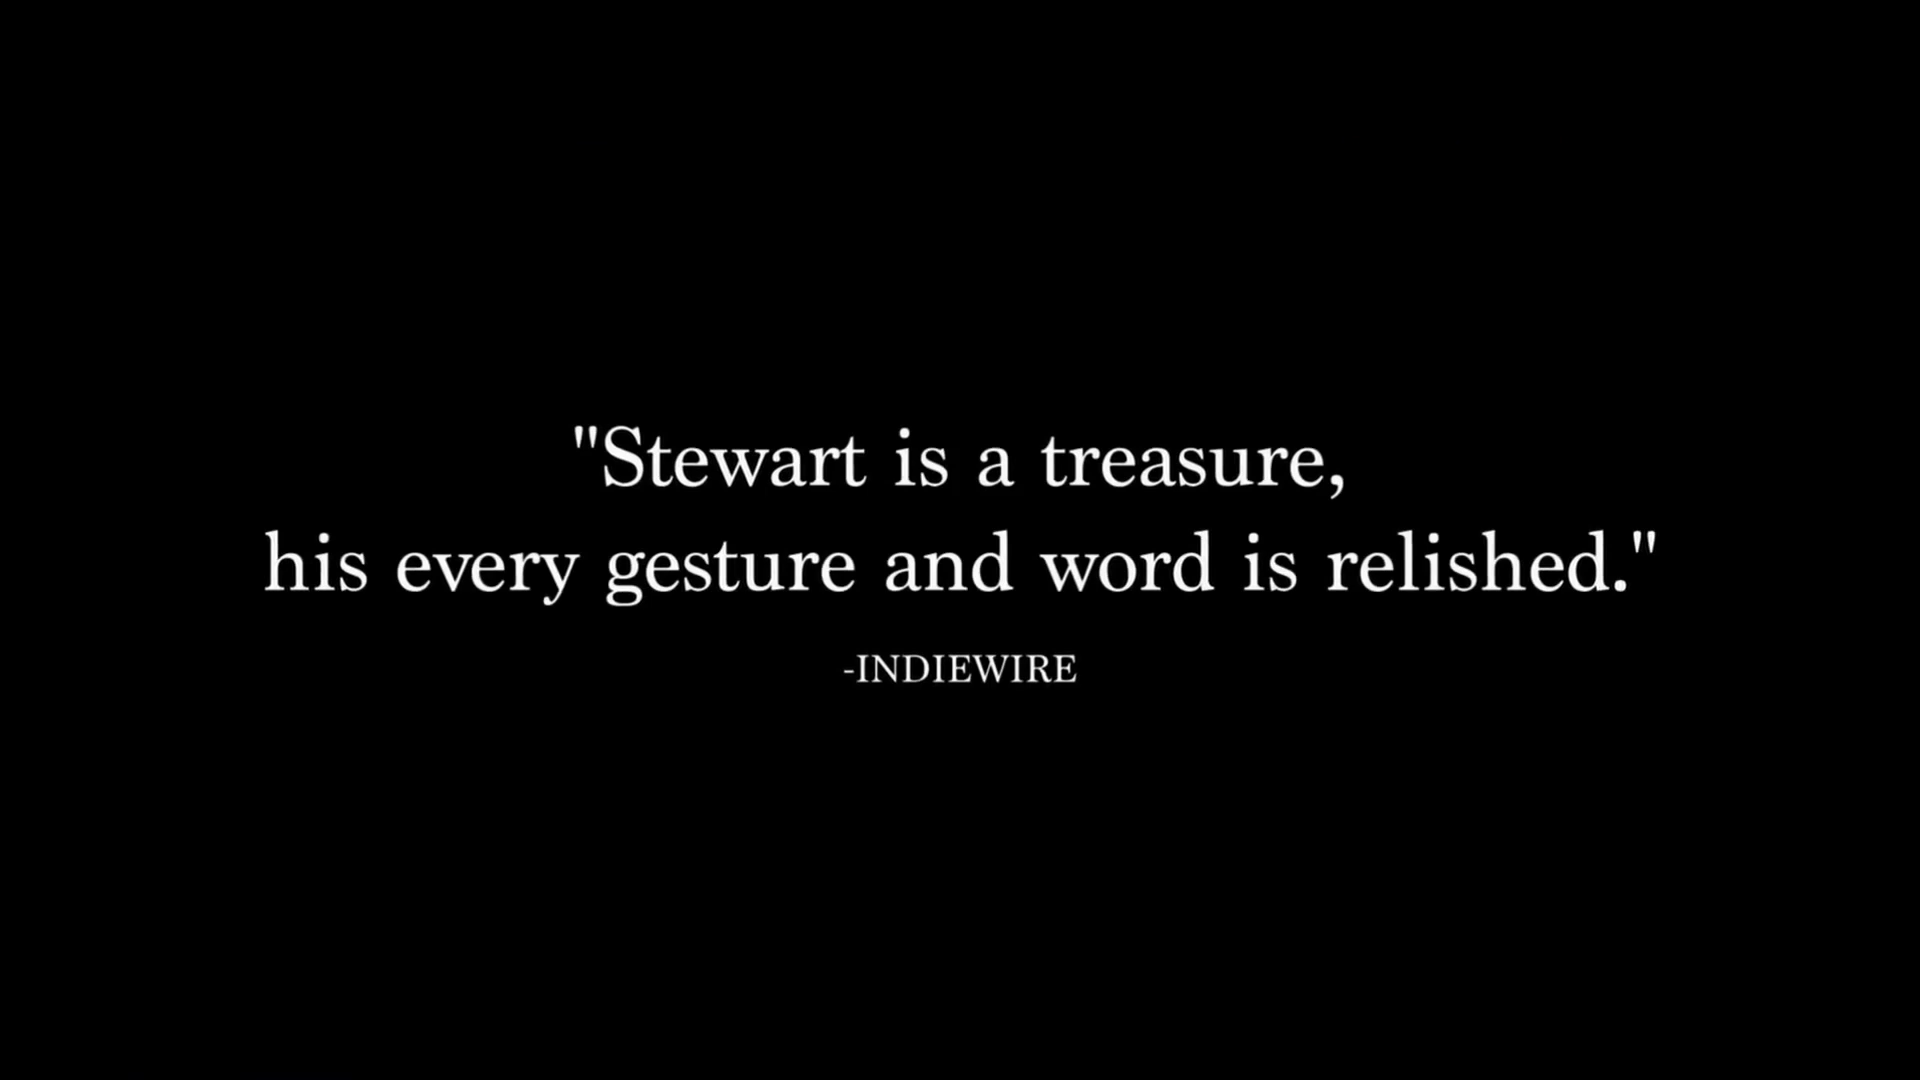 "Stewart is a treasure,
his every gesture and word is relished."
-INDIEWIRE